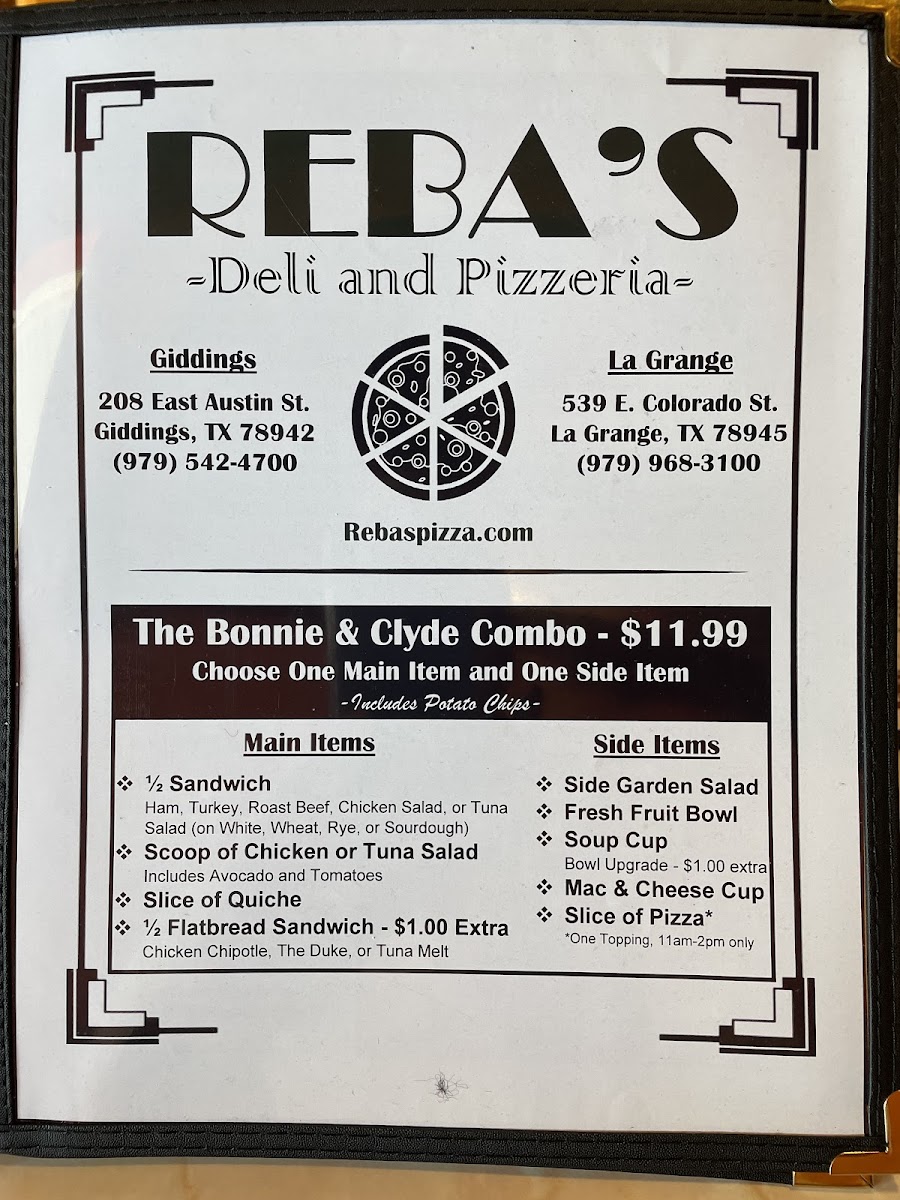 REBA'S
-Deli and Pizzeria-
Giddings
208 East Austin St.
Giddings, TX 78942
(979) 542-4700
La Grange
539 E. Colorado St.
La Grange, TX 78945
(979) 968-3100
Rebaspizza.com
The Bonnie & Clyde Combo - $11.99
Choose One Main Item and One Side Item
-Includes Potato Chips-
Main Items
❖ ½ Sandwich
Ham, Turkey, Roast Beef, Chicken Salad, or Tuna
Salad (on White, Wheat, Rye, or Sourdough)
❖ Scoop of Chicken or Tuna Salad
Includes Avocado and Tomatoes
❖ Slice of Quiche
❖ ½ Flatbread Sandwich - $1.00 Extra
Chicken Chipotle, The Duke, or Tuna Melt
Side Items
❖ Side Garden Salad
❖ Fresh Fruit Bowl
❖ Soup Cup
Bowl Upgrade - $1.00 extra
❖ Mac & Cheese Cup
❖ Slice of Pizza*
*One Topping, 11am-2pm only